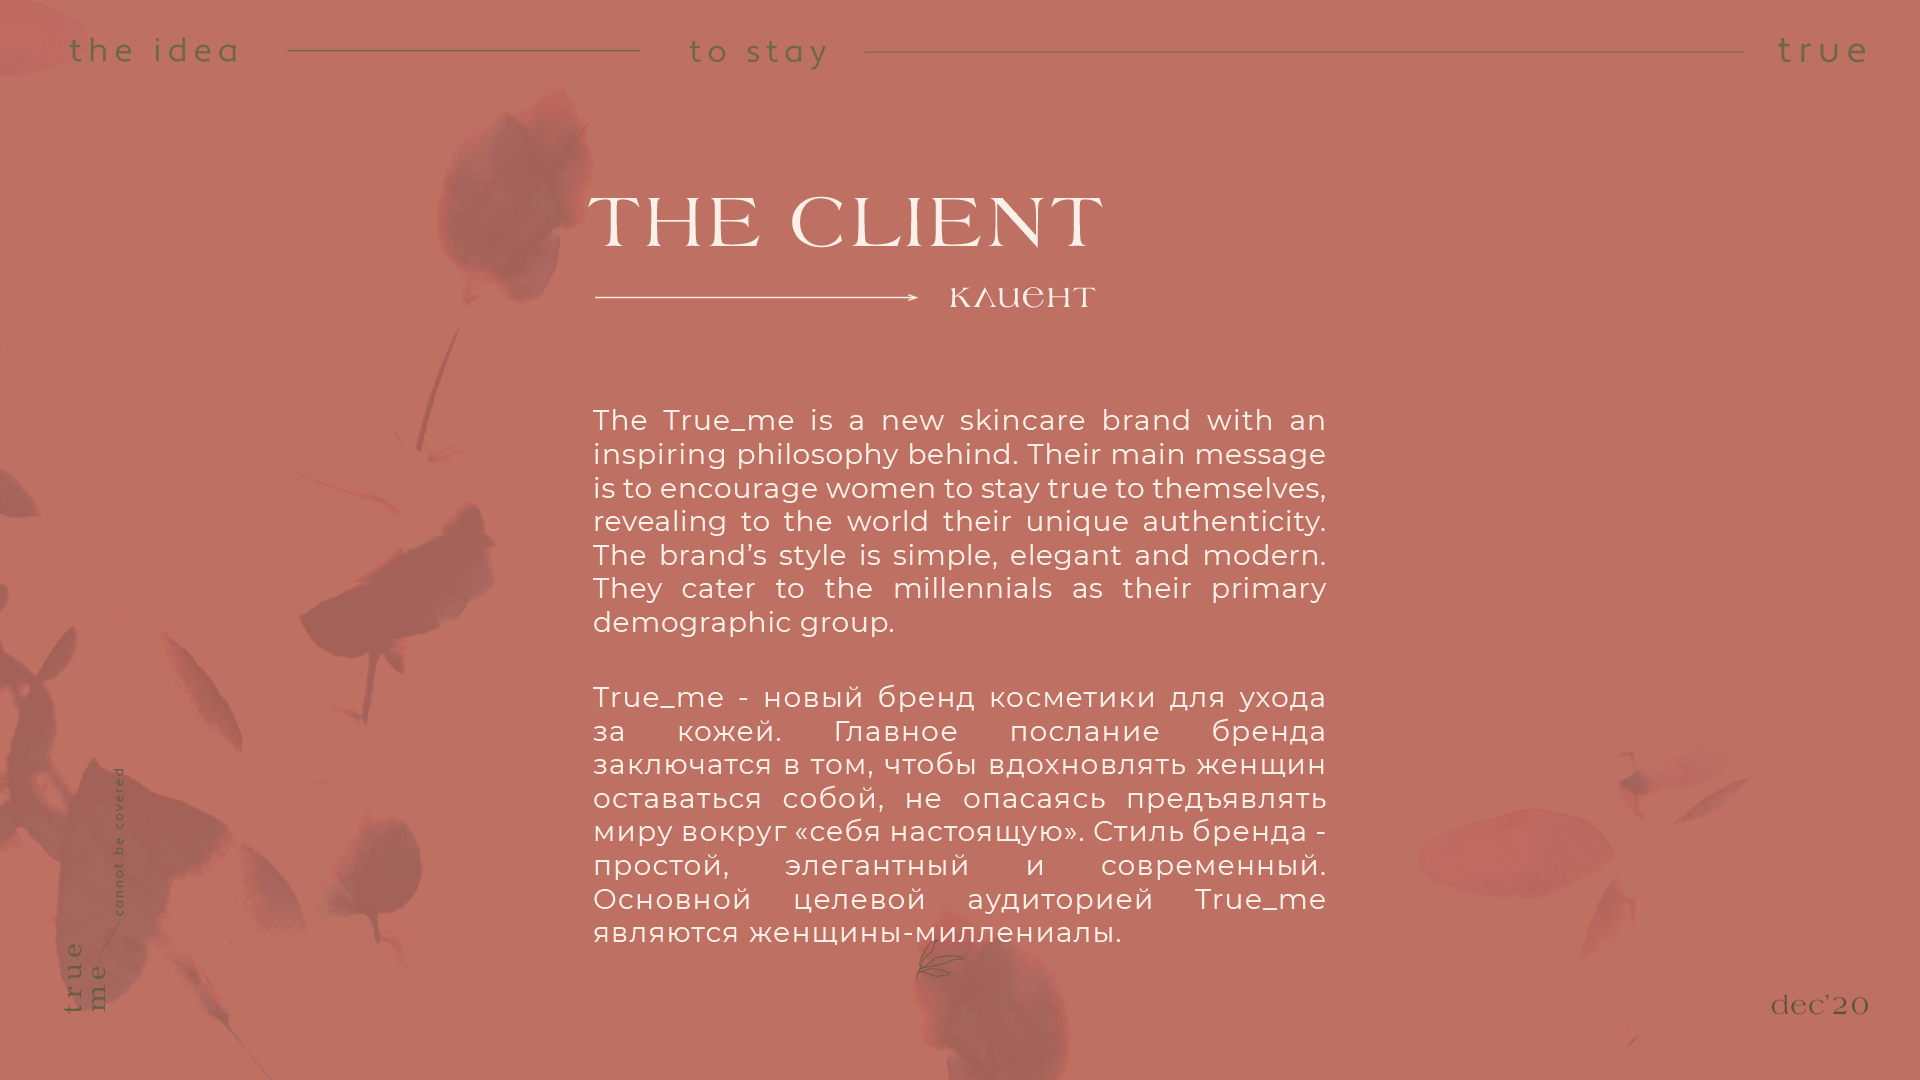 the idea
to stay
true
THE CLIENT
клиент
The True_me is a new skincare brand with an
inspiring philosophy behind. Their main message
is to encourage women to stay true to themselves,
revealing to the world their unique authenticity.
The brand’s style is simple, elegant and modern.
They cater to the millennials as their primary
demographic group.
True_me - новый бренд косметики для ухода
за кожей. Главное послание бренда
заключатся в том, чтобы вдохновлять женщин
оставаться собой, не опасаясь предъявлять
миру вокруг «себя настоящую». Стиль бренда -
простой, элегантный и современный.
Основной целевой аудиторией True_me
являются женщины-миллениалы.
true
me
cannot be covered
dec’20